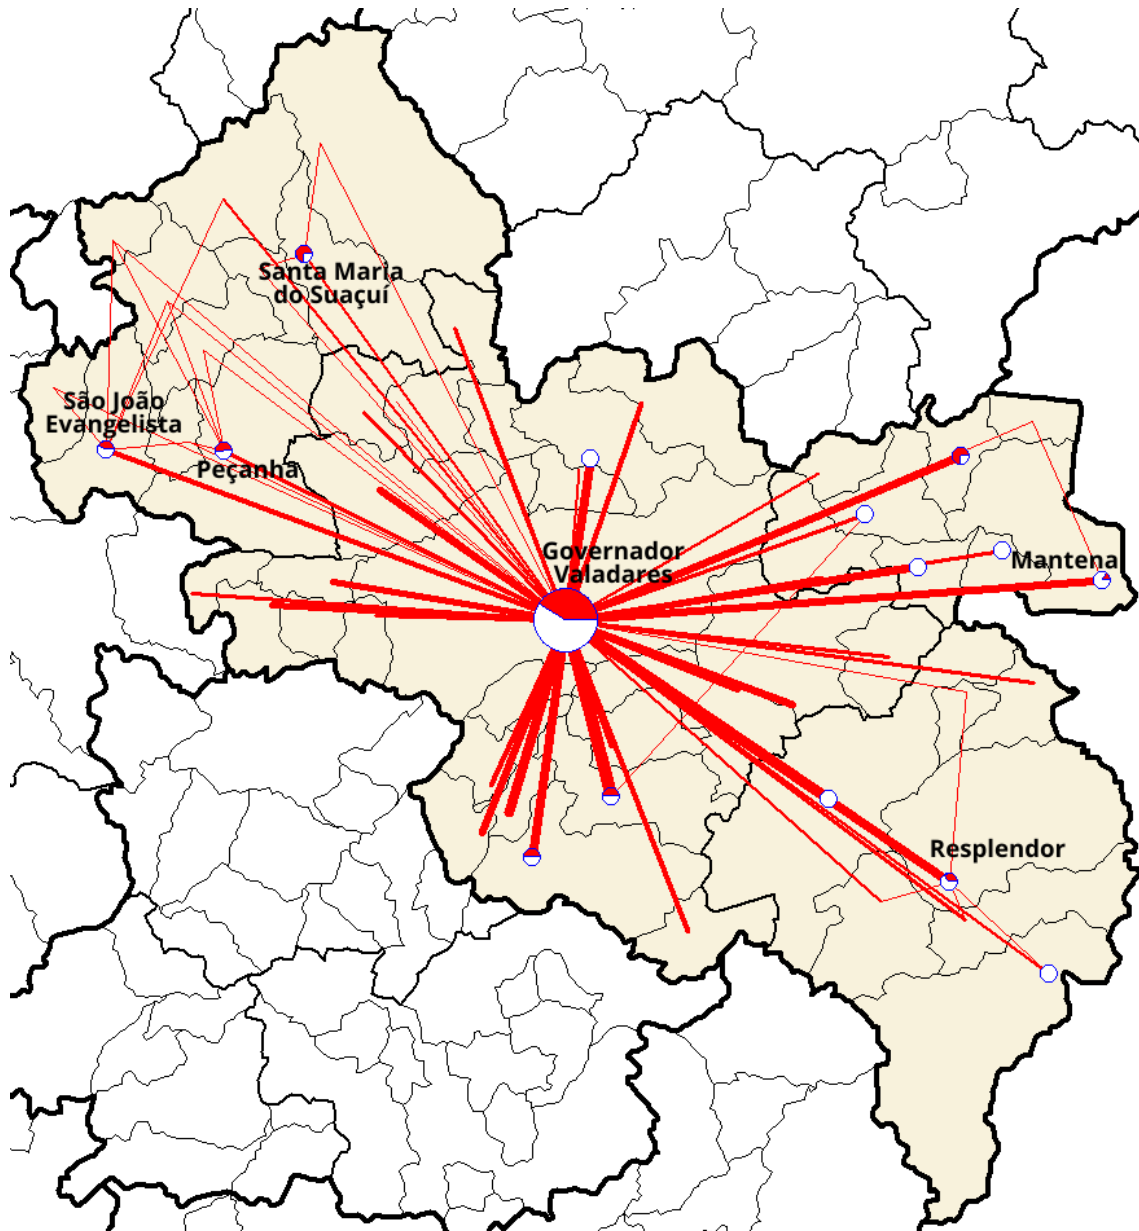 Santa Maria
do Suaçuí
São João
Evangelista
Peçanha
Governador
Valadares
Mantena
Resplendor